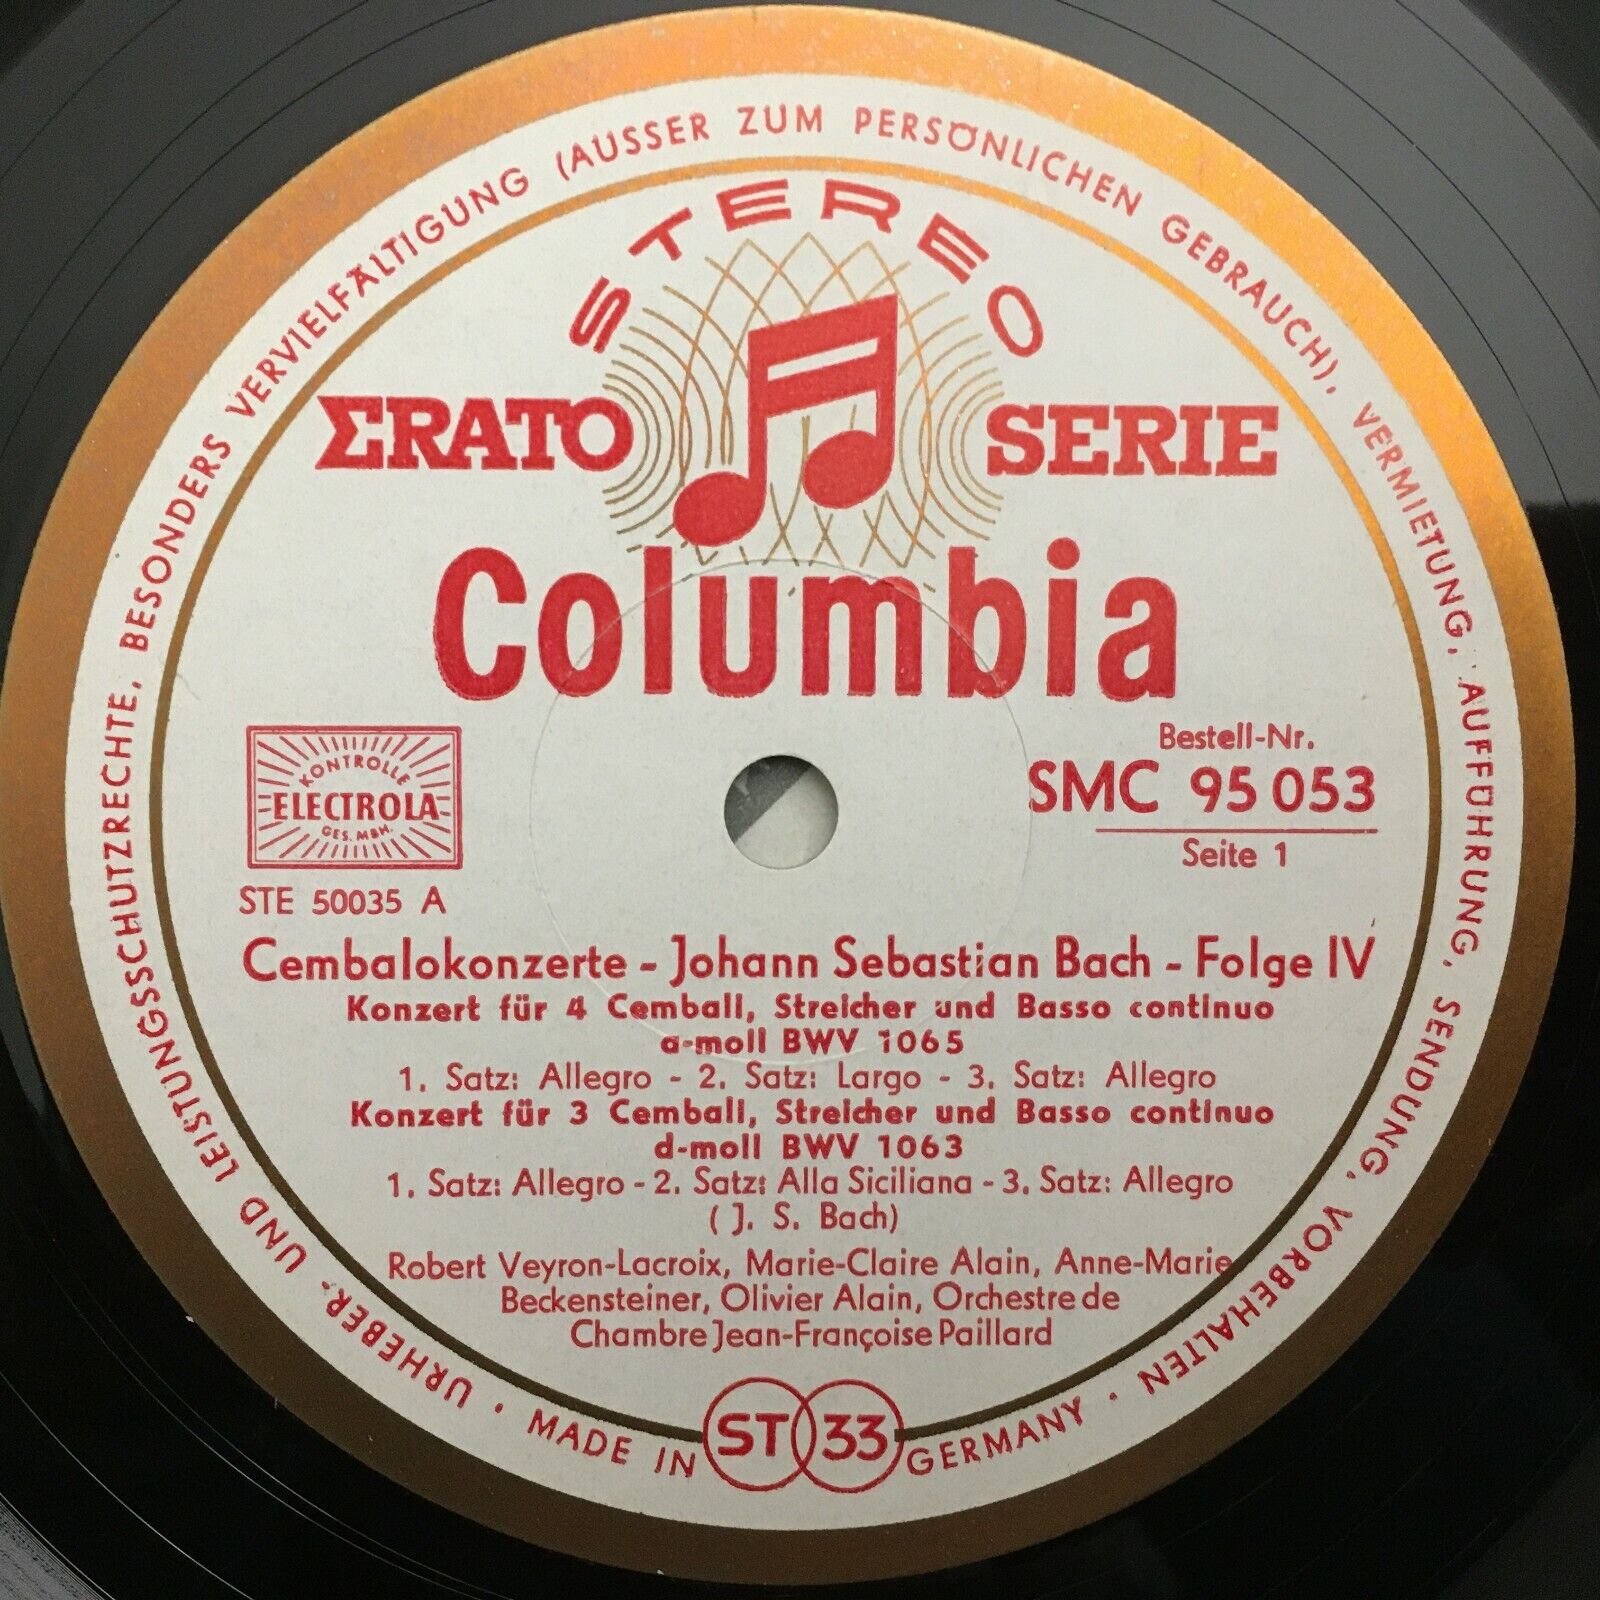 URHEBER- UND LEISTUNGSSCHUTZRECHTE, BESONDERS VERVIELFÄLTIGUNG (AUSSER ZUM PERSÖNLICHEN GEBRAUCH), VERMIETUNG, AUFFÜHRUNG, SENDUNG, VORBEHALTEN · MADE IN GERMANY ·
STEREO
ΣRATO SERIE
Columbia
KONTROLLE
ELECTROLA
GES. MBH.
STE 50035 A
Bestell-Nr.
SMC 95 053
Seite 1
Cembalokonzerte - Johann Sebastian Bach - Folge IV
Konzert für 4 Cembali, Streicher und Basso continuo
a-moll BWV 1065
1. Satz: Allegro - 2. Satz: Largo - 3. Satz: Allegro
Konzert für 3 Cembali, Streicher und Basso continuo
d-moll BWV 1063
1. Satz: Allegro - 2. Satz: Alla Siciliana - 3. Satz: Allegro
(J. S. Bach)
Robert Veyron-Lacroix, Marie-Claire Alain, Anne-Marie
Beckensteiner, Olivier Alain, Orchestre de
Chambre Jean-Françoise Paillard
ST 33